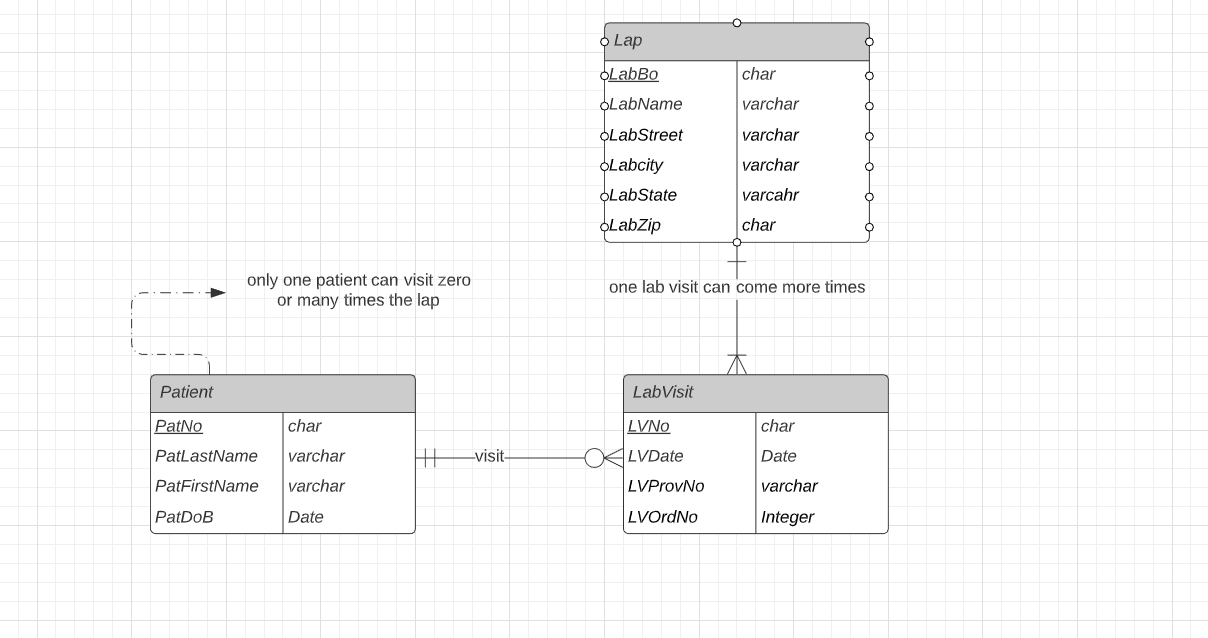 Lap
LabBo char
LabName varchar
LabStreet varchar
Labcity varchar
LabState varcahr
LabZip char
only one patient can visit zero
or many times the lap
one lab visit can come more times
Patient
PatNo char
PatLastName varchar
PatFirstName varchar
PatDoB Date
visit
LabVisit
LVNo char
LVDate Date
LVProvNo varchar
LVOrdNo Integer